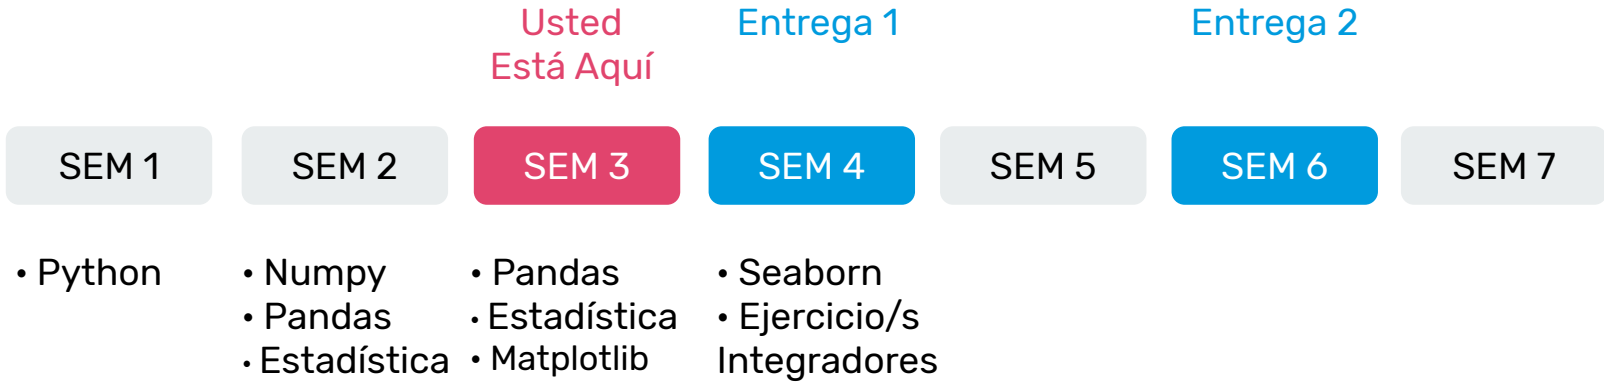 Usted
Está Aquí
Entrega 1
Entrega 2
SEM 1
SEM 2
SEM 3
SEM 4
SEM 5
SEM 6
SEM 7
• Python
• Numpy
• Pandas
• Estadística
• Pandas
• Estadística
• Matplotlib
• Seaborn
• Ejercicio/s
Integradores